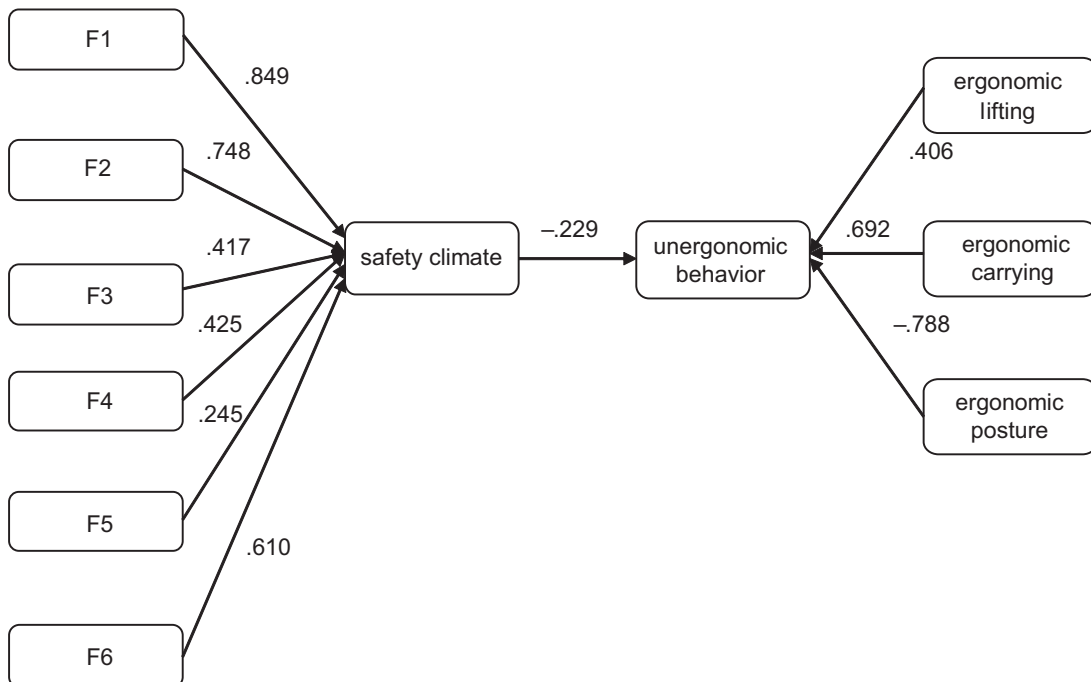 F1
.849
F2
.748
F3
.417
F4
.425
F5
.245
F6
.610
safety climate
–.229
unergonomic
behavior
ergonomic
lifting
.406
ergonomic
carrying
.692
ergonomic
posture
–.788